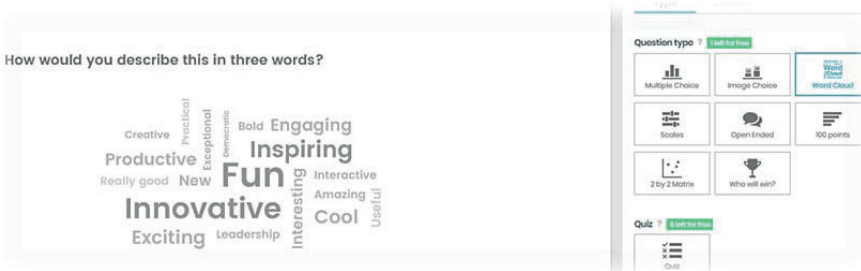 Type
How would you describe this in three words?
Practical
Creative
Exceptional
Democratic
Bold
Engaging
Productive
Inspiring
Really good
New
Fun
Interesting
Interactive
Amazing
Useful
Innovative
Cool
Exciting
Leadership
Question type ? 1 left for free
Multiple Choice
Image Choice
Word Cloud
Scales
Open Ended
100 points
2 by 2 Matrix
Who will win?
Quiz ?
left for free
Quiz